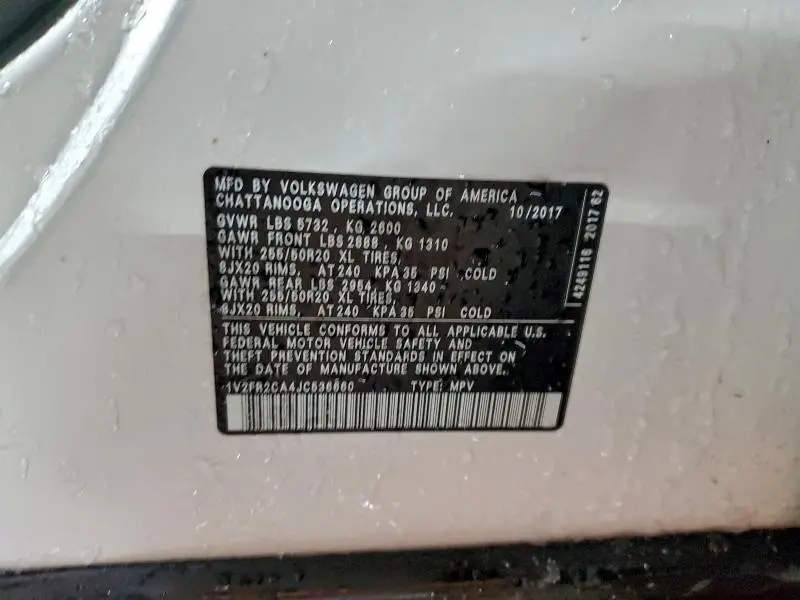 MFD BY VOLKSWAGEN GROUP OF AMERICA
CHATTANOOGA OPERATIONS, LLC. 10/2017
GVWR LBS 5732 , KG 2600
GAWR FRONT LBS 2888 , KG 1310
WITH 255/50R20 XL TIRES,
8JX20 RIMS, AT 240 KPA 35 PSI COLD
GAWR REAR LBS 2954, KG 1340
WITH 255/50R20 XL TIRES,
8JX20 RIMS, AT 240 KPA 35 PSI COLD
THIS VEHICLE CONFORMS TO ALL APPLICABLE U.S.
FEDERAL MOTOR VEHICLE SAFETY AND
THEFT PREVENTION STANDARDS IN EFFECT ON
THE DATE OF MANUFACTURE SHOWN ABOVE.
1V2FR2CA4JC536660 TYPE: MPV
4249116 2017 62